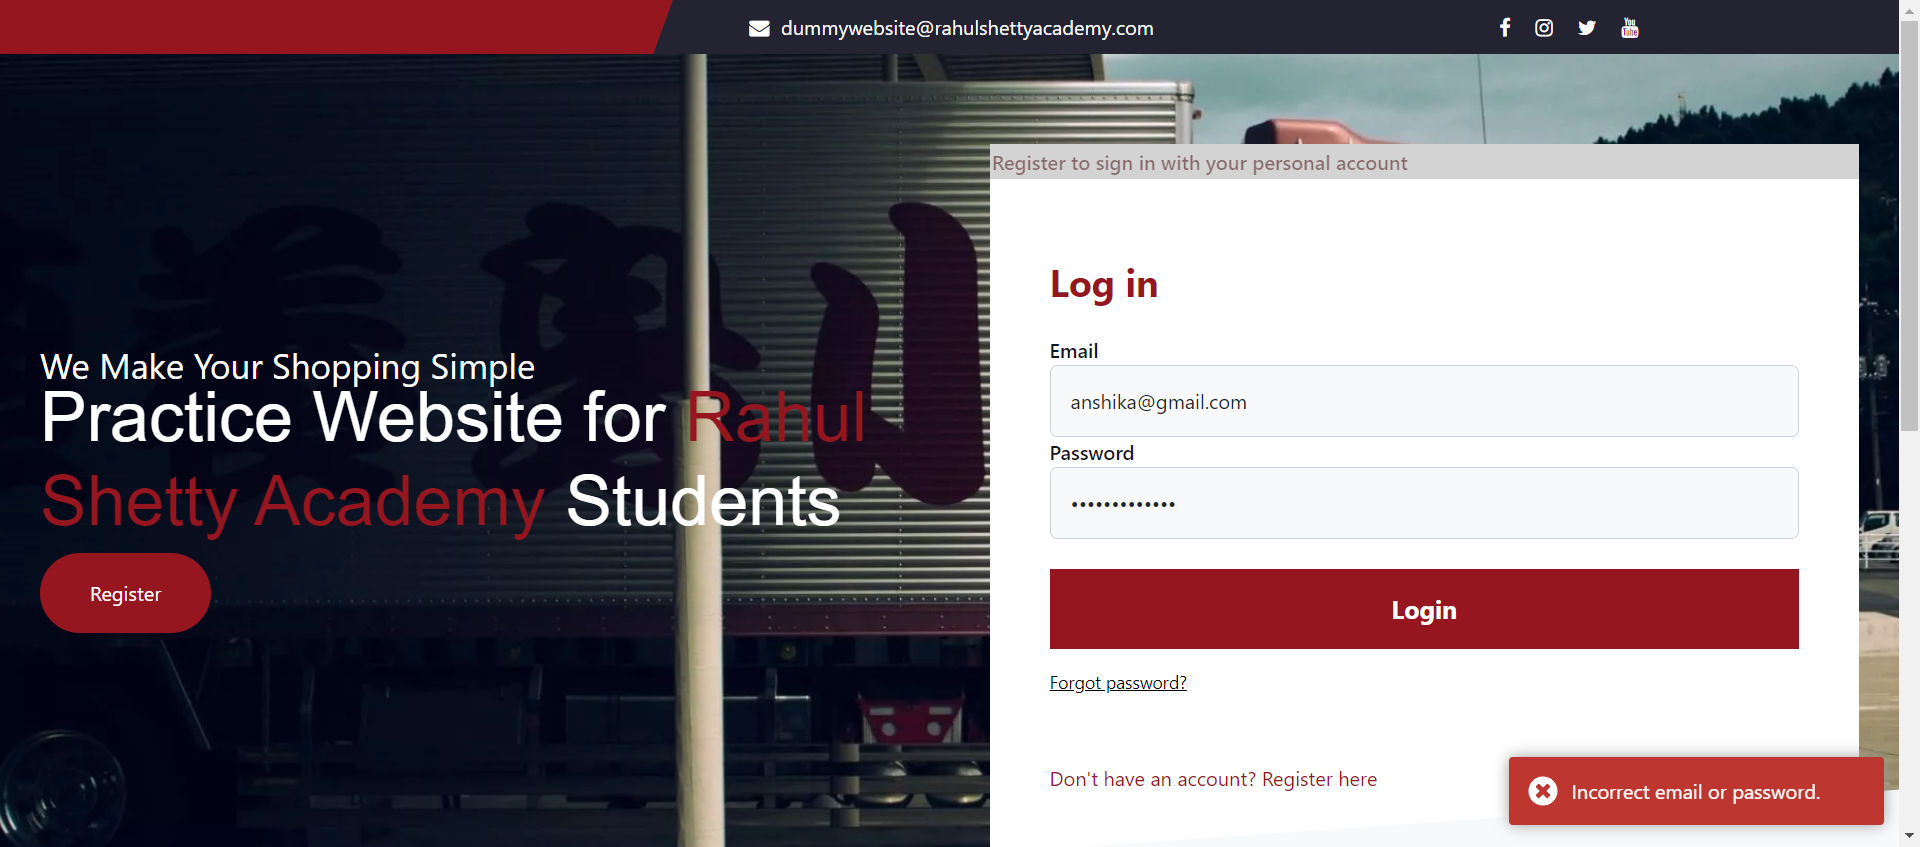 dummywebsite@rahulshettyacademy.com
Register to sign in with your personal account
We Make Your Shopping Simple
Practice Website for Rahul
Shetty Academy Students
Register
Log in
Email
anshika@gmail.com
Password
•••••••••••••
Login
Forgot password?
Don't have an account? Register here
Incorrect email or password.